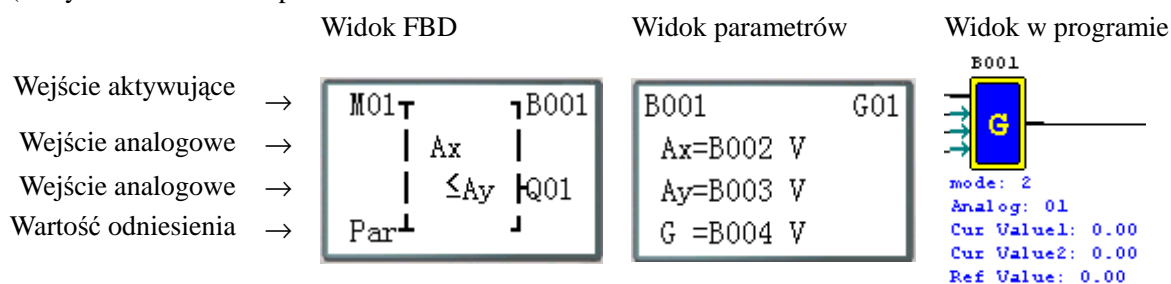 Widok FBD Widok parametrów Widok w programie
B001
Wejście aktywujące → M01 B001 B001 G01
Wejście analogowe → Ax Ax=B002 V G
Wejście analogowe → ≤Ay Q01 Ay=B003 V
Wartość odniesienia → Par G =B004 V
mode: 2
Analog: 01
Cur Value1: 0.00
Cur Value2: 0.00
Ref Value: 0.00